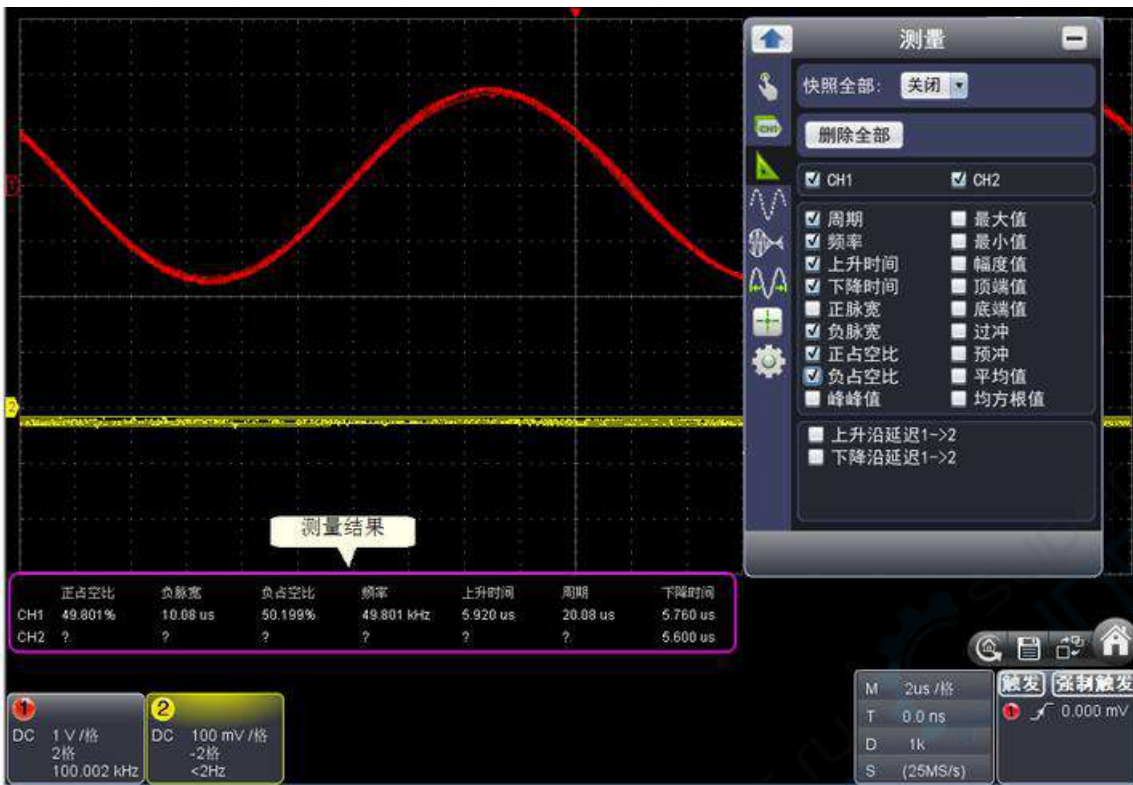 测量
快照全部: 关闭
CH1
删除全部
1
CH1 CH2
周期 最大值
频率 最小值
上升时间 幅度值
下降时间 顶端值
正脉宽 底端值
负脉宽 过冲
正占空比 预冲
负占空比 平均值
峰峰值 均方根值
2
上升沿延迟1->2
下降沿延迟1->2
测量结果
正占空比 负脉宽 负占空比 频率 上升时间 周期 下降时间
CH1 49.801% 10.08 us 50.199% 49.801 kHz 5.920 us 20.08 us 5.760 us
CH2 ? ? ? ? ? ? 5.600 us
1
DC 1 V /格
2格
100.002 kHz
2
DC 100 mV /格
-2格
<2Hz
M 2us /格
T 0.0 ns
D 1k
S (25MS/s)
触发 强制触发
1 0.000 mV